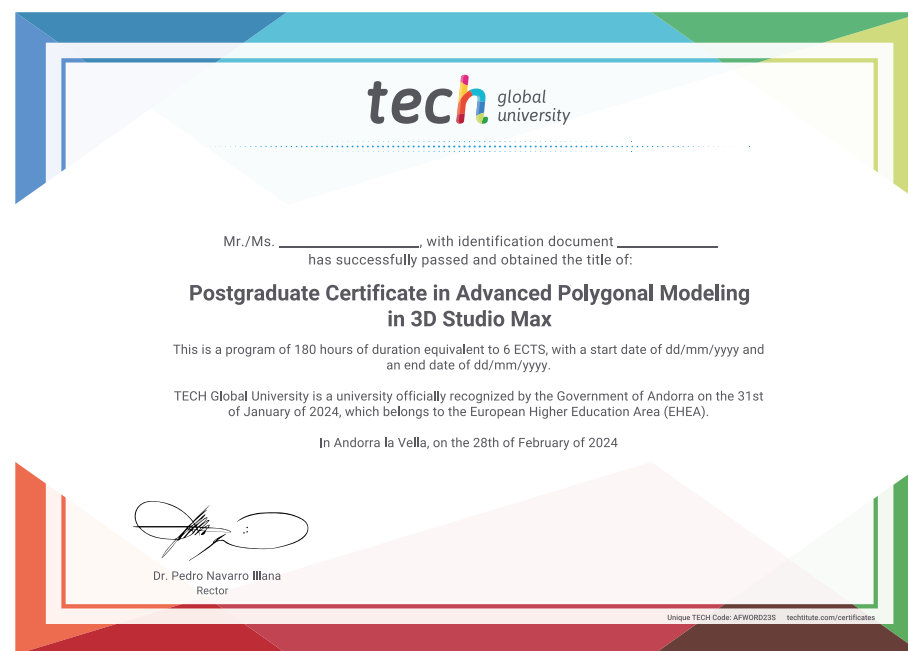 tech global university
Mr./Ms. ____________________, with identification document ______________
has successfully passed and obtained the title of:
Postgraduate Certificate in Advanced Polygonal Modeling
in 3D Studio Max
This is a program of 180 hours of duration equivalent to 6 ECTS, with a start date of dd/mm/yyyy and
an end date of dd/mm/yyyy.
TECH Global University is a university officially recognized by the Government of Andorra on the 31st
of January of 2024, which belongs to the European Higher Education Area (EHEA).
In Andorra la Vella, on the 28th of February of 2024
Dr. Pedro Navarro Illana
Rector
Unique TECH Code: AFWORD23S techtitute.com/certificates